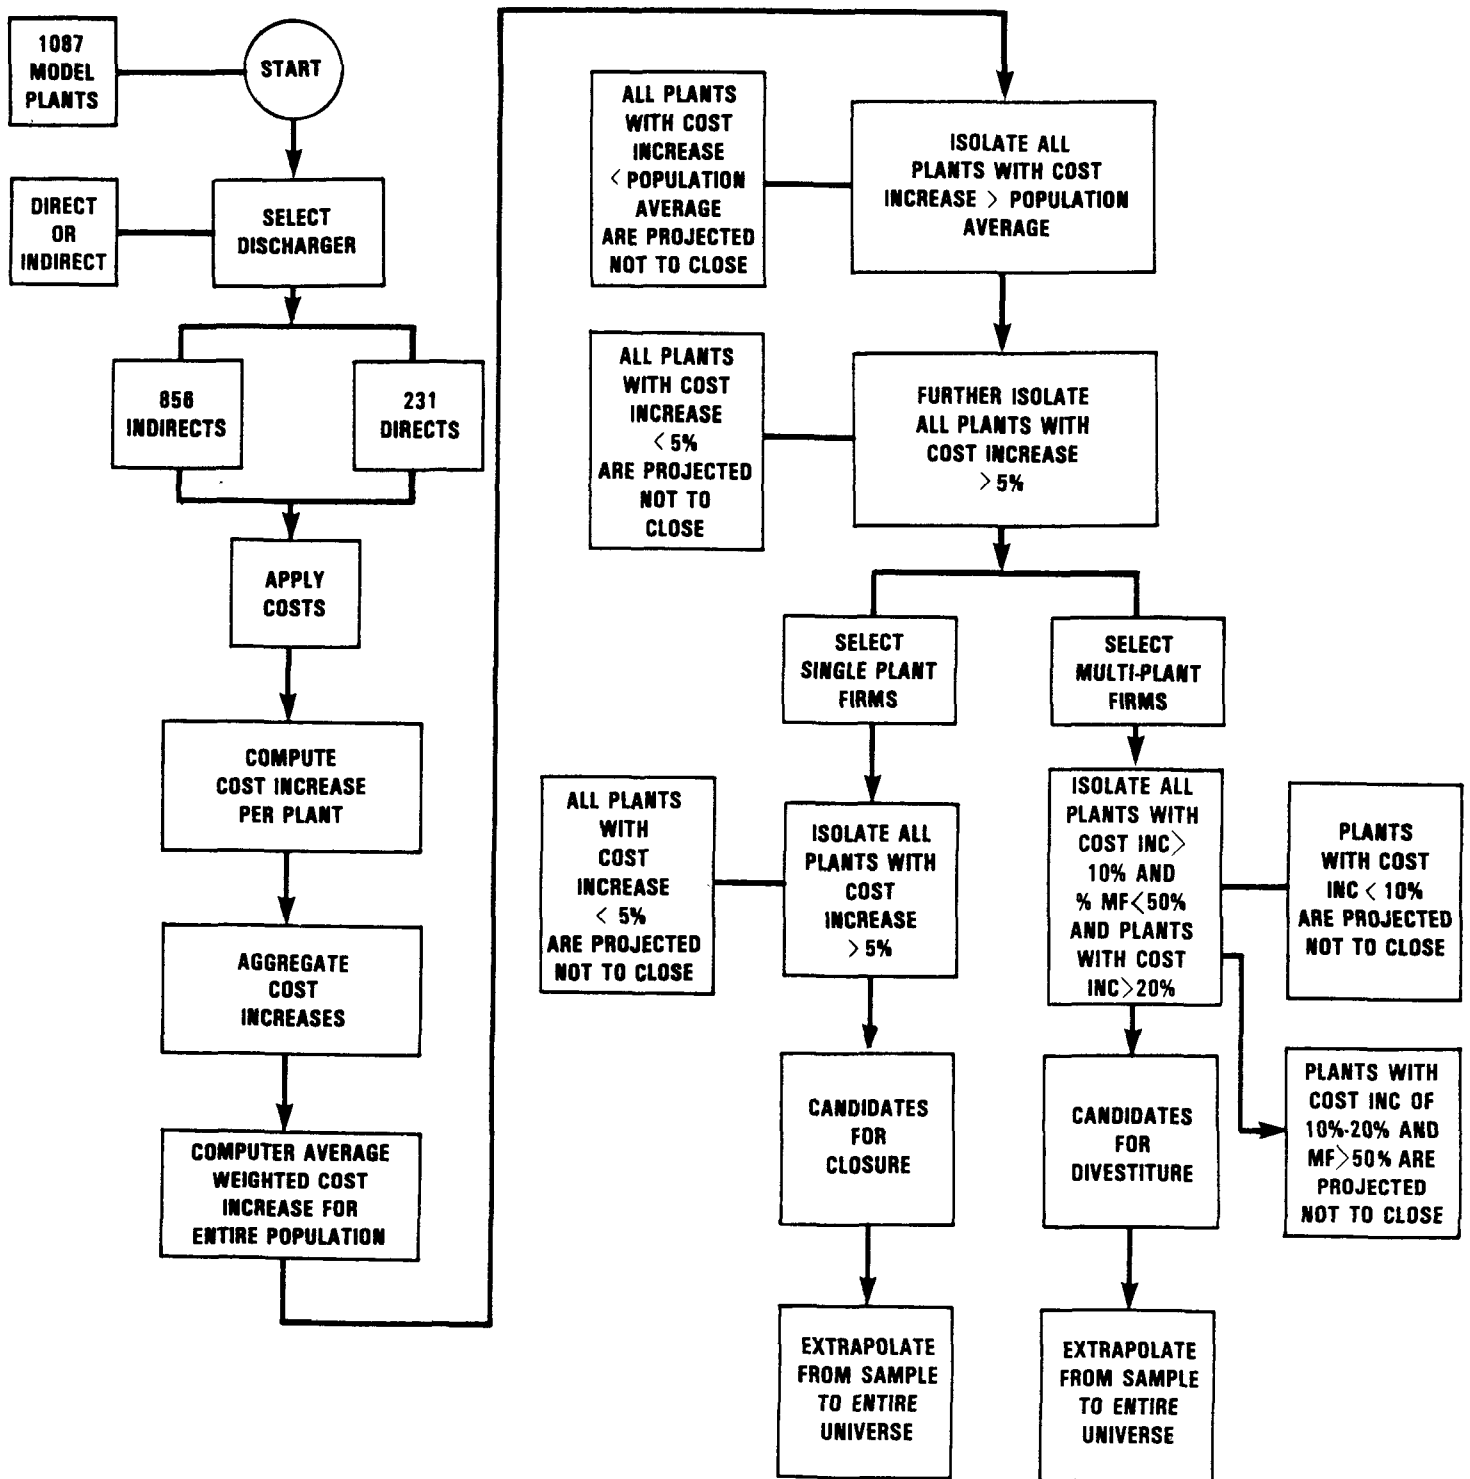 1087
MODEL
PLANTS
START
DIRECT
OR
INDIRECT
SELECT
DISCHARGER
856
INDIRECTS
231
DIRECTS
APPLY
COSTS
COMPUTE
COST INCREASE
PER PLANT
AGGREGATE
COST
INCREASES
COMPUTER AVERAGE
WEIGHTED COST
INCREASE FOR
ENTIRE POPULATION
ALL PLANTS
WITH COST
INCREASE
< POPULATION
AVERAGE
ARE PROJECTED
NOT TO CLOSE
ISOLATE ALL
PLANTS WITH COST
INCREASE > POPULATION
AVERAGE
ALL PLANTS
WITH COST
INCREASE
< 5%
ARE PROJECTED
NOT TO
CLOSE
FURTHER ISOLATE
ALL PLANTS WITH
COST INCREASE
> 5%
SELECT
SINGLE PLANT
FIRMS
SELECT
MULTI-PLANT
FIRMS
ALL PLANTS
WITH
COST
INCREASE
< 5%
ARE PROJECTED
NOT TO CLOSE
ISOLATE ALL
PLANTS WITH
COST
INCREASE
> 5%
ISOLATE ALL
PLANTS WITH
COST INC >
10% AND
% MF<50%
AND PLANTS
WITH COST
INC>20%
PLANTS
WITH COST
INC < 10%
ARE PROJECTED
NOT TO CLOSE
CANDIDATES
FOR
CLOSURE
CANDIDATES
FOR
DIVESTITURE
PLANTS WITH
COST INC OF
10%-20% AND
MF>50% ARE
PROJECTED
NOT TO CLOSE
EXTRAPOLATE
FROM SAMPLE
TO ENTIRE
UNIVERSE
EXTRAPOLATE
FROM SAMPLE
TO ENTIRE
UNIVERSE